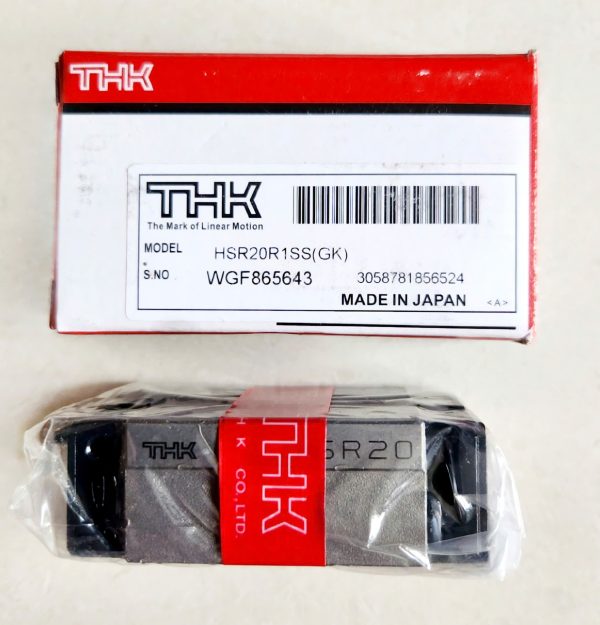 THK
THK
The Mark of Linear Motion
MODEL HSR20R1SS(GK)
S.NO WGF865643 3058781856524
MADE IN JAPAN <A>
THK SR20
THK
T H K CO.,LTD.